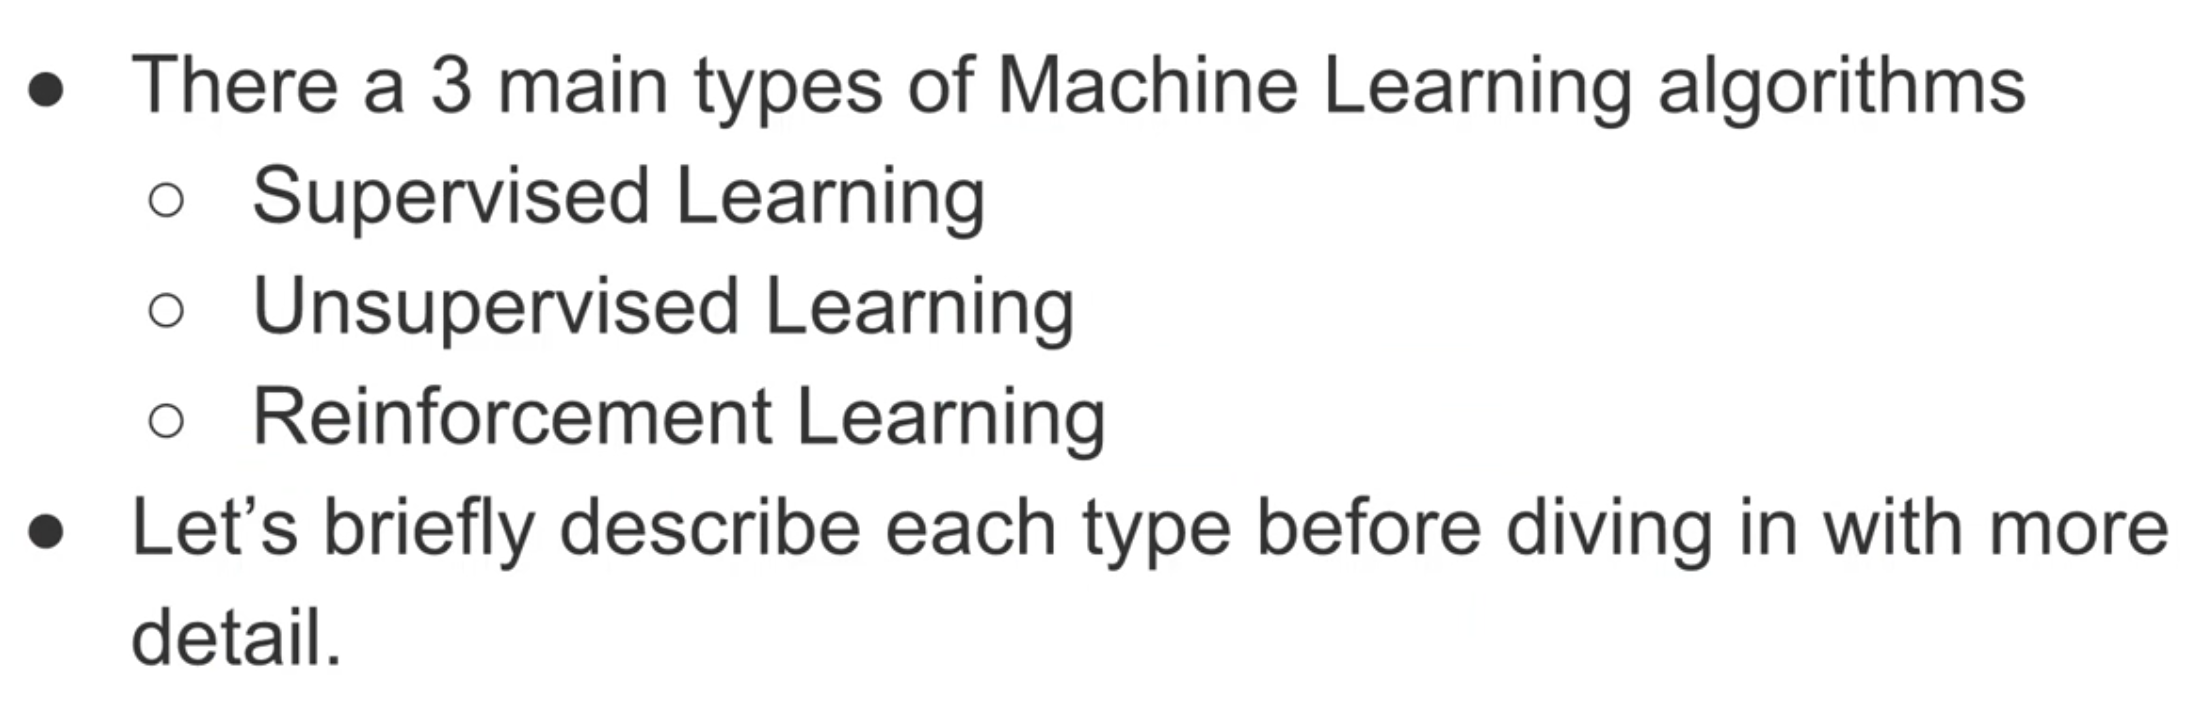 ● There a 3 main types of Machine Learning algorithms
○ Supervised Learning
○ Unsupervised Learning
○ Reinforcement Learning
● Let’s briefly describe each type before diving in with more
detail.